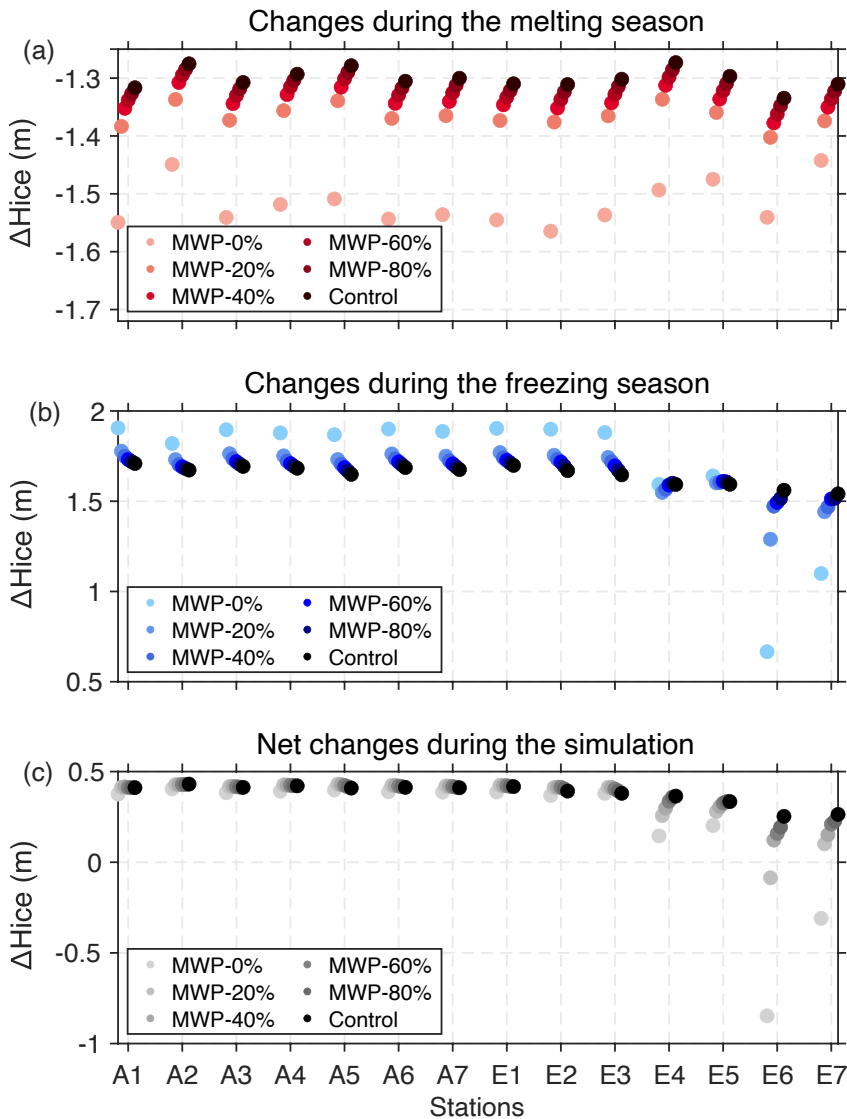 Changes during the melting season
(a)
-1.3
-1.4
-1.5
-1.6
-1.7
ΔHice (m)
MWP-0% MWP-60%
MWP-20% MWP-80%
MWP-40% Control
Changes during the freezing season
(b)
2
1.5
1
0.5
ΔHice (m)
MWP-0% MWP-60%
MWP-20% MWP-80%
MWP-40% Control
Net changes during the simulation
(c)
0.5
0
-0.5
-1
ΔHice (m)
MWP-0% MWP-60%
MWP-20% MWP-80%
MWP-40% Control
A1 A2 A3 A4 A5 A6 A7 E1 E2 E3 E4 E5 E6 E7
Stations